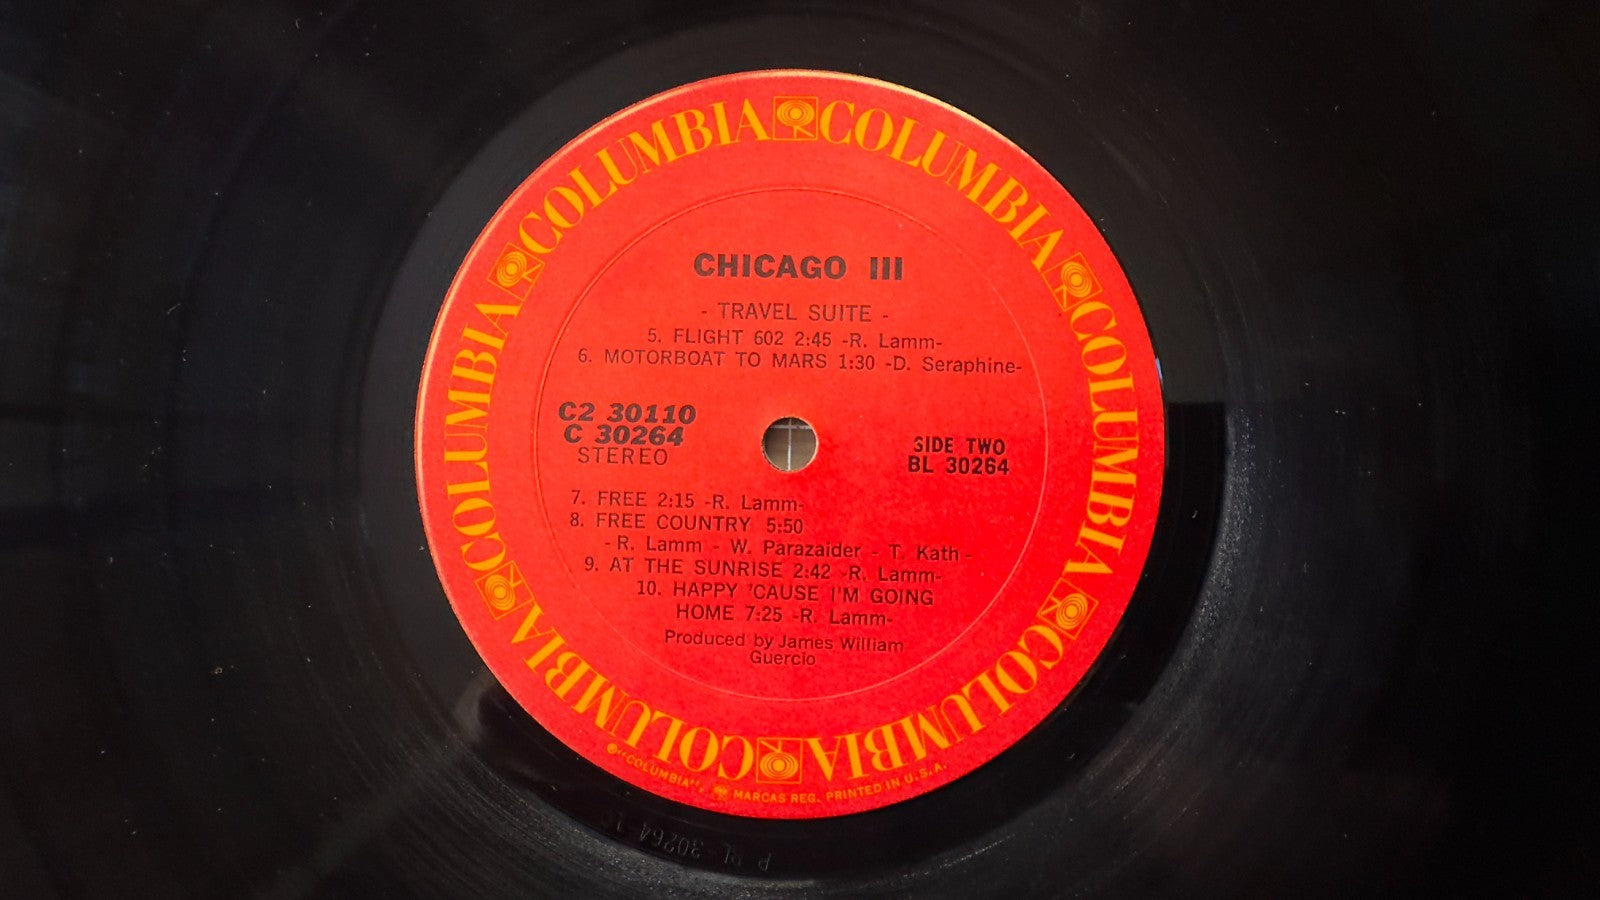 COLUMBIA COLUMBIA COLUMBIA COLUMBIA COLUMBIA COLUMBIA
CHICAGO III
- TRAVEL SUITE -
5. FLIGHT 602 2:45 -R. Lamm-
6. MOTORBOAT TO MARS 1:30 -D. Seraphine-
C2 30110
C 30264
STEREO
SIDE TWO
BL 30264
7. FREE 2:15 -R. Lamm-
8. FREE COUNTRY 5:50
- R. Lamm - W. Parazaider - T. Kath -
9. AT THE SUNRISE 2:42 -R. Lamm-
10. HAPPY 'CAUSE I'M GOING
HOME 7:25 -R. Lamm-
Produced by James William
Guercio
"COLUMBIA", MARCAS REG. PRINTED IN U.S.A.
P BL 30264